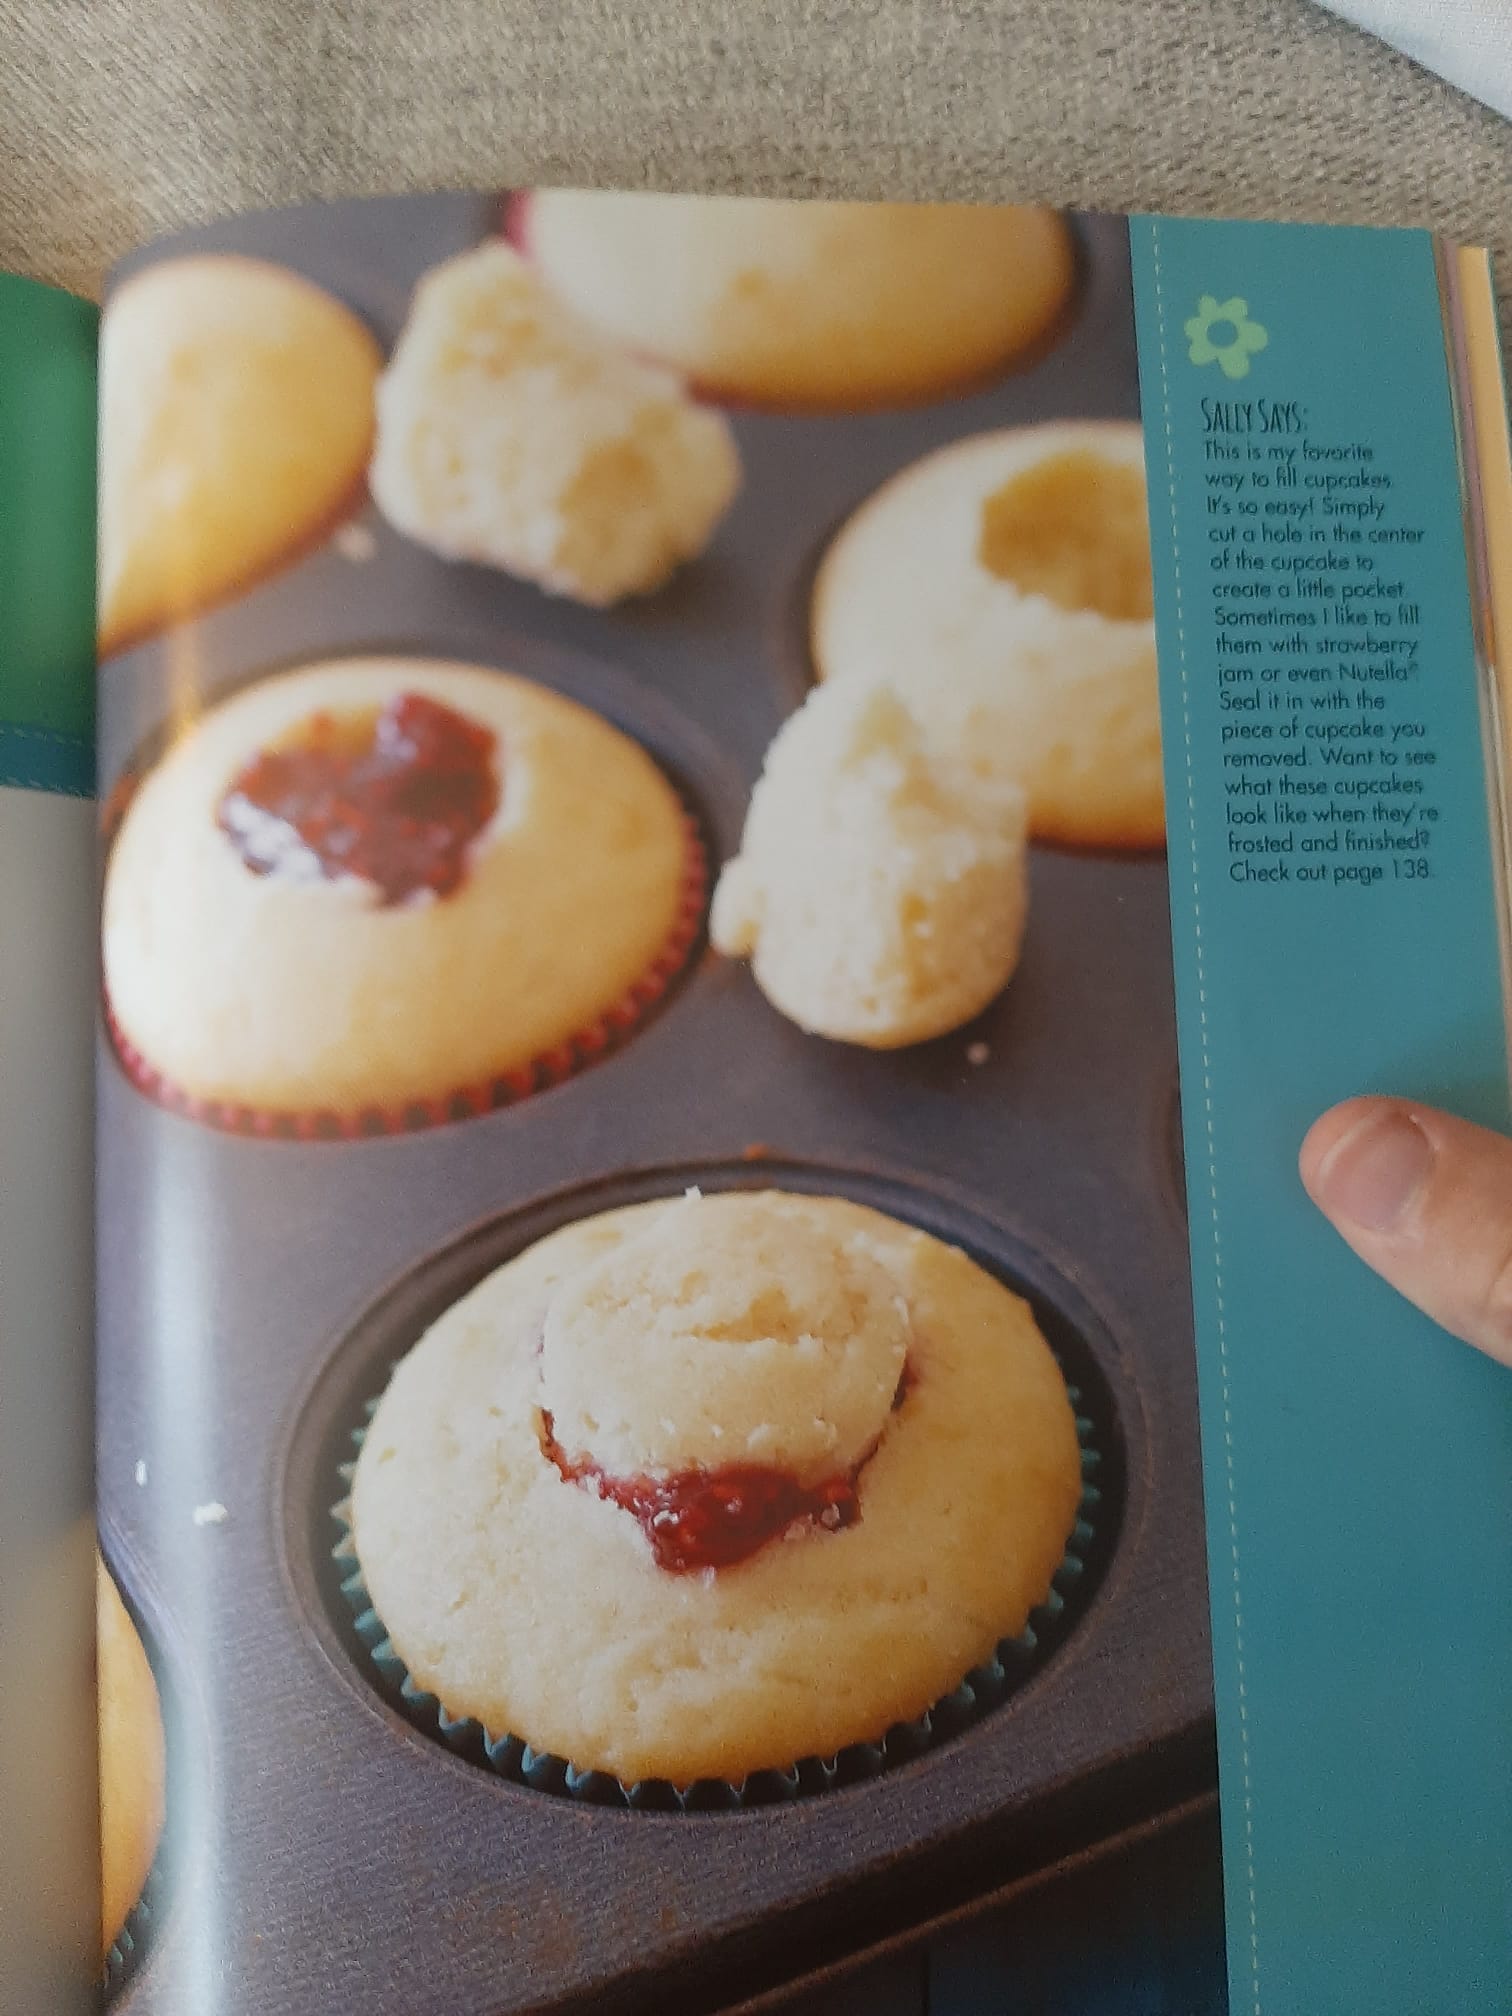 SALLY SAYS:
This is my favorite
way to fill cupcakes.
It's so easy! Simply
cut a hole in the center
of the cupcake to
create a little pocket.
Sometimes I like to fill
them with strawberry
jam or even Nutella®.
Seal it in with the
piece of cupcake you
removed. Want to see
what these cupcakes
look like when they're
frosted and finished?
Check out page 138.